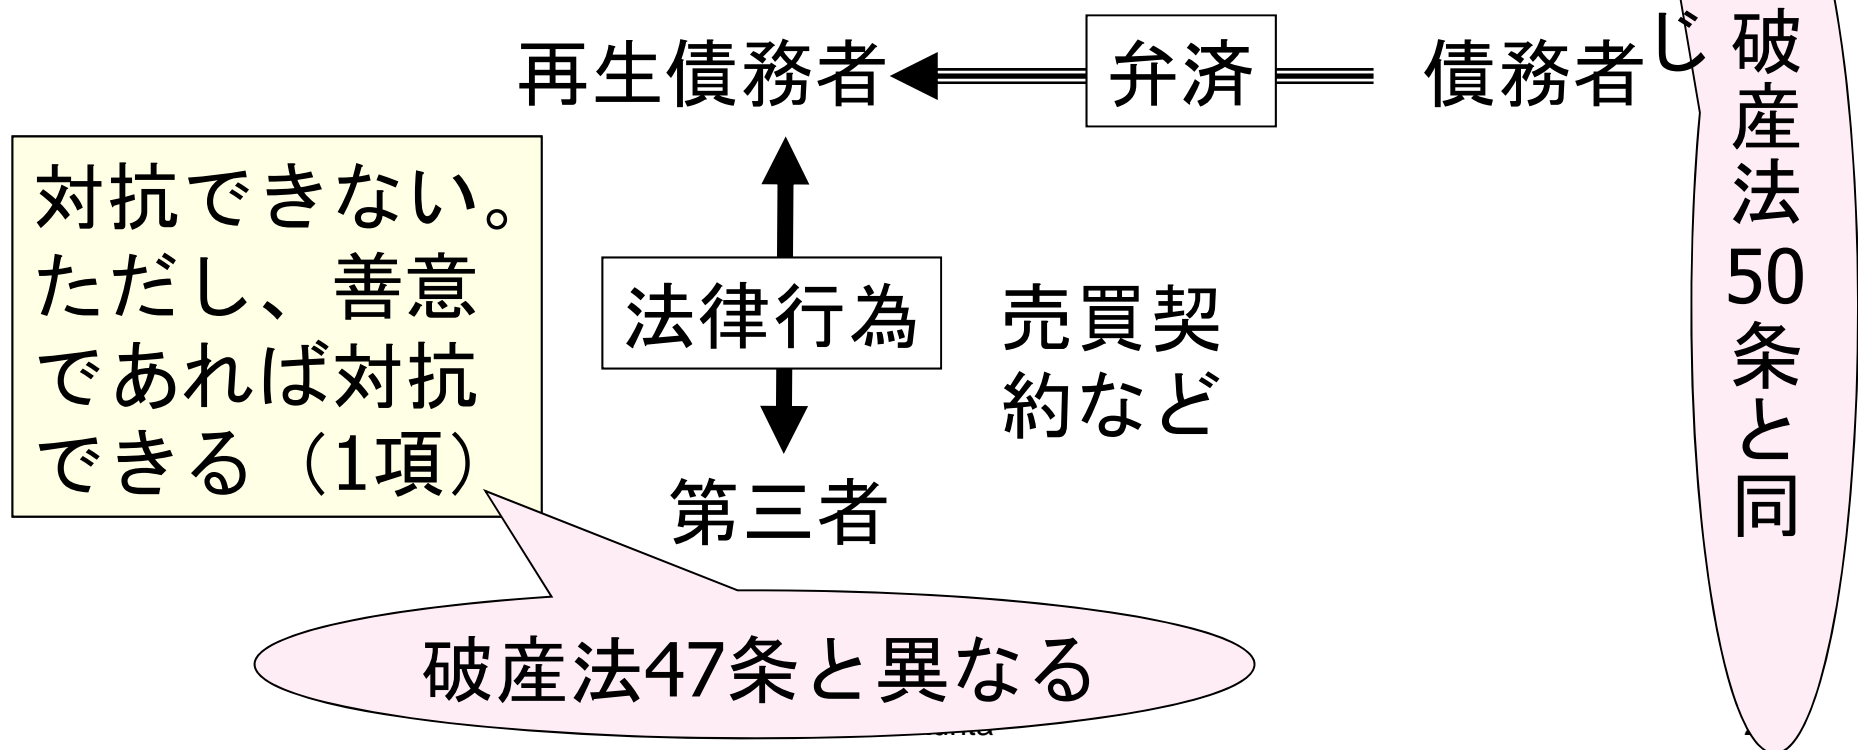 再生債務者
弁済
債務者
対抗できない。
ただし、善意
であれば対抗
できる（1項）
法律行為
売買契
約など
第三者
破産法47条と異なる
破産法50条と同
じ